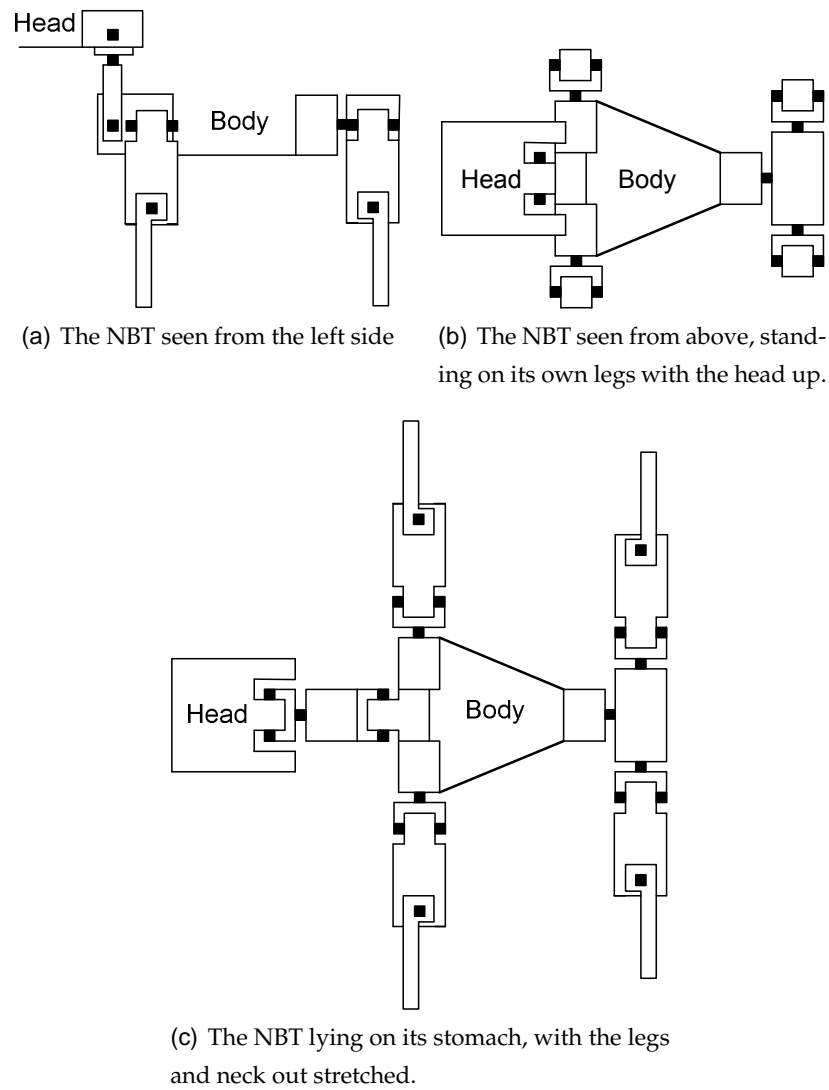 Head
Body
(a) The NBT seen from the left side
Head
Body
(b) The NBT seen from above, stand-
ing on its own legs with the head up.
Head
Body
(c) The NBT lying on its stomach, with the legs
and neck out stretched.